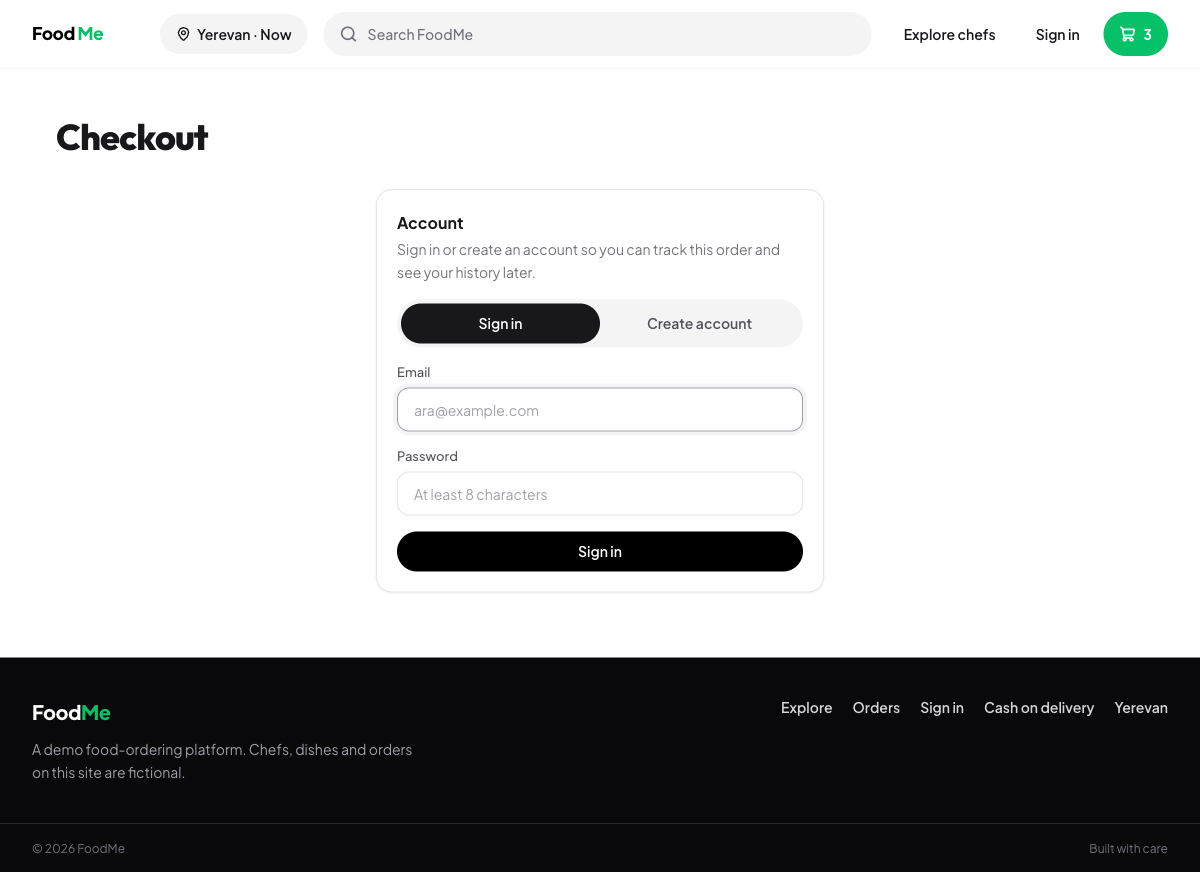 FoodMe
Yerevan · Now
Search FoodMe
Explore chefs
Sign in
3
Checkout
Account
Sign in or create an account so you can track this order and
see your history later.
Sign in
Create account
Email
ara@example.com
Password
At least 8 characters
Sign in
FoodMe
Explore
Orders
Sign in
Cash on delivery
Yerevan
A demo food-ordering platform. Chefs, dishes and orders
on this site are fictional.
© 2026 FoodMe
Built with care